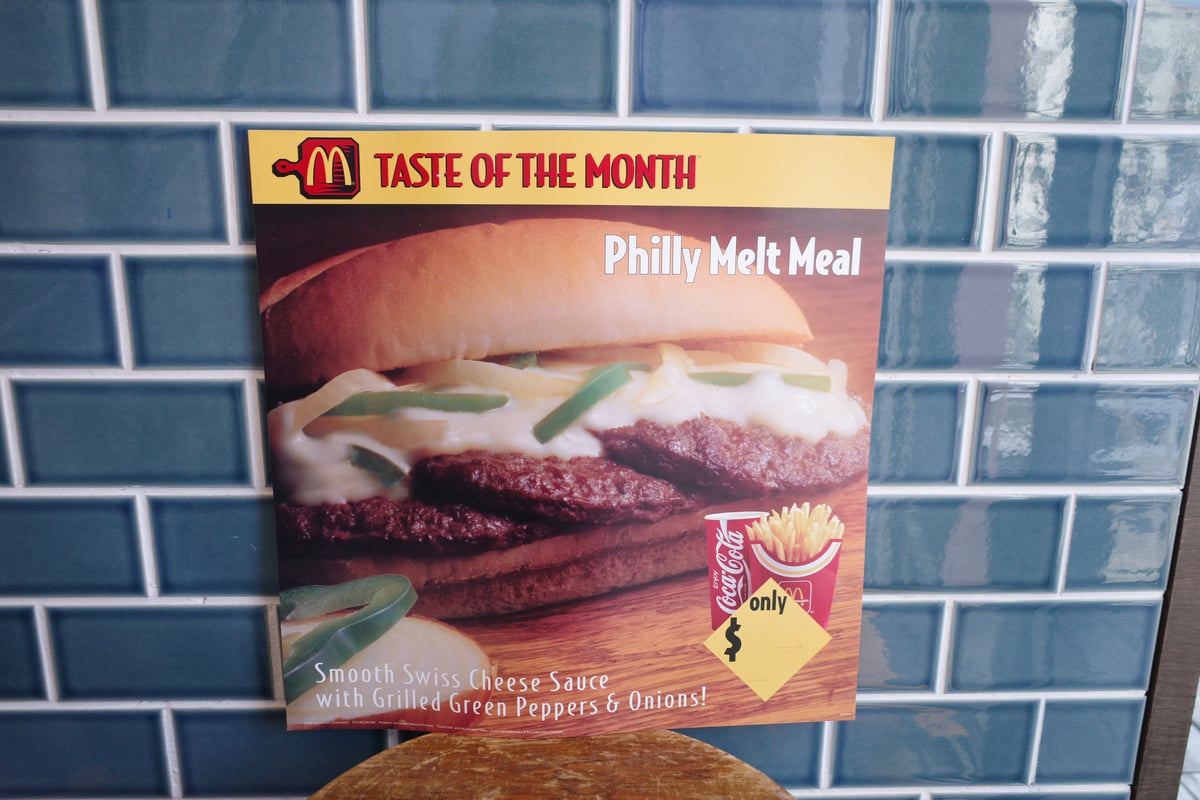 TASTE OF THE MONTH
Philly Melt Meal
Enjoy
Coca-Cola
only
$
Smooth Swiss Cheese Sauce
with Grilled Green Peppers & Onions!